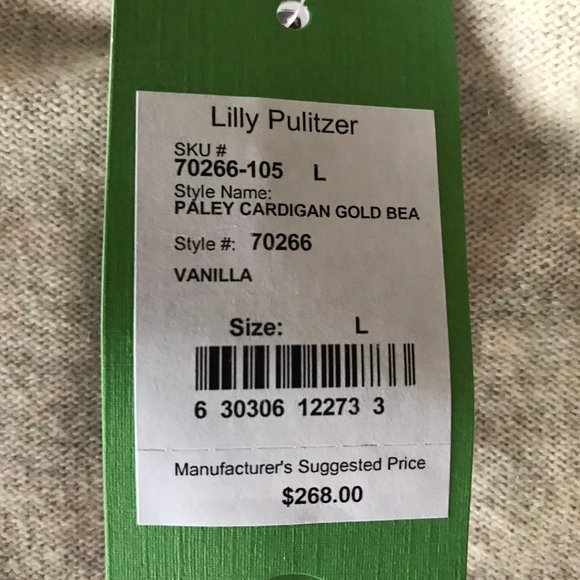 Lilly Pulitzer
SKU #
70266-105 L
Style Name:
PALEY CARDIGAN GOLD BEA
Style #: 70266
VANILLA
Size: L
6 30306 12273 3
Manufacturer's Suggested Price
$268.00